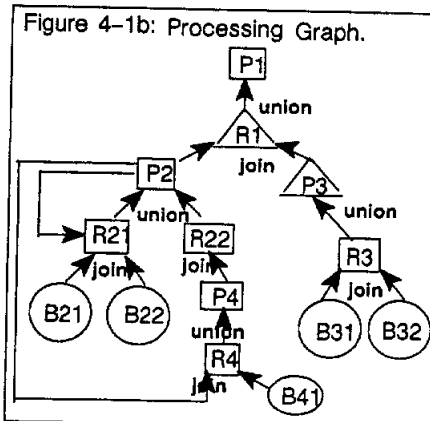 Figure 4-1b: Processing Graph.
P1
union
R1
join
P2
P3
union
union
R21
R22
R3
join
join
join
B21
B22
P4
B31
B32
union
R4
join
B41